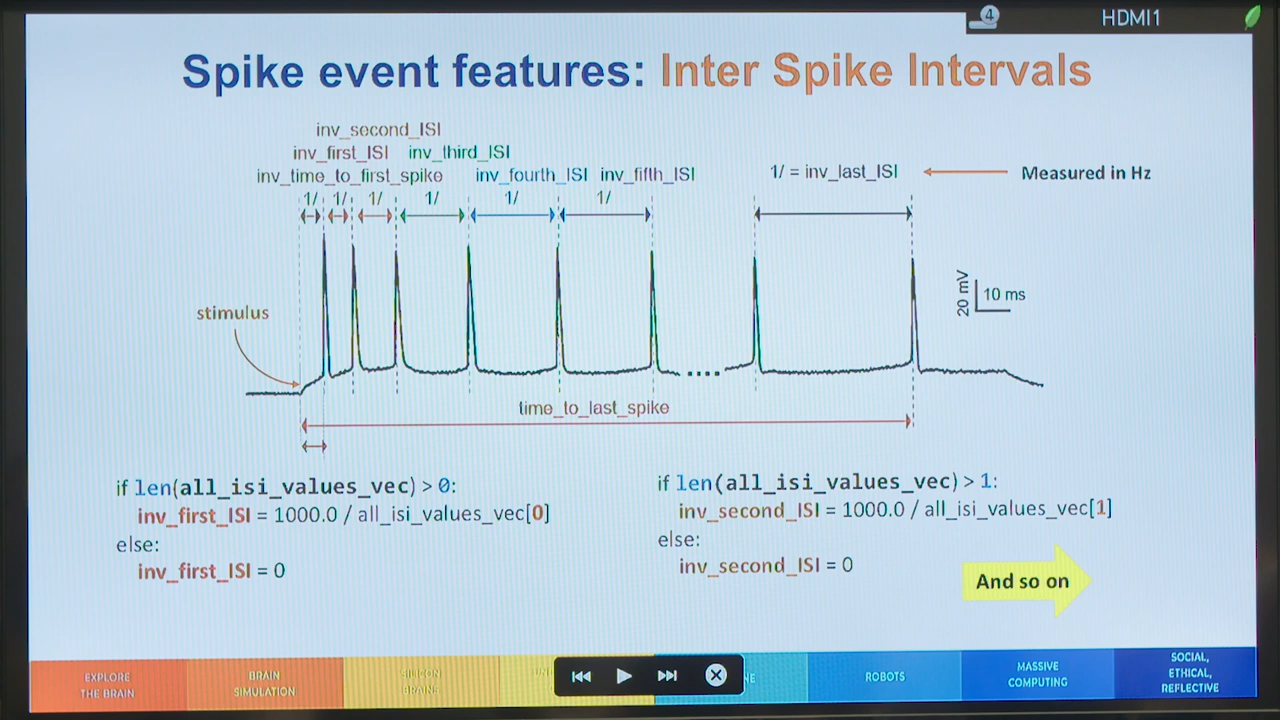 4
HDMI1
Spike event features: Inter Spike Intervals
inv_second_ISI
inv_first_ISI inv_third_ISI
inv_time_to_first_spike inv_fourth_ISI inv_fifth_ISI
1/ = inv_last_ISI
Measured in Hz
1/ 1/ 1/ 1/ 1/ 1/
stimulus
20 mV
10 ms
time_to_last_spike
if len(all_isi_values_vec) > 0:
inv_first_ISI = 1000.0 / all_isi_values_vec[0]
else:
inv_first_ISI = 0
if len(all_isi_values_vec) > 1:
inv_second_ISI = 1000.0 / all_isi_values_vec[1]
else:
inv_second_ISI = 0
And so on
EXPLORE
THE BRAIN
BRAIN
SIMULATION
SILICON
BRAINS
ROBOTS
MASSIVE
COMPUTING
SOCIAL,
ETHICAL,
REFLECTIVE